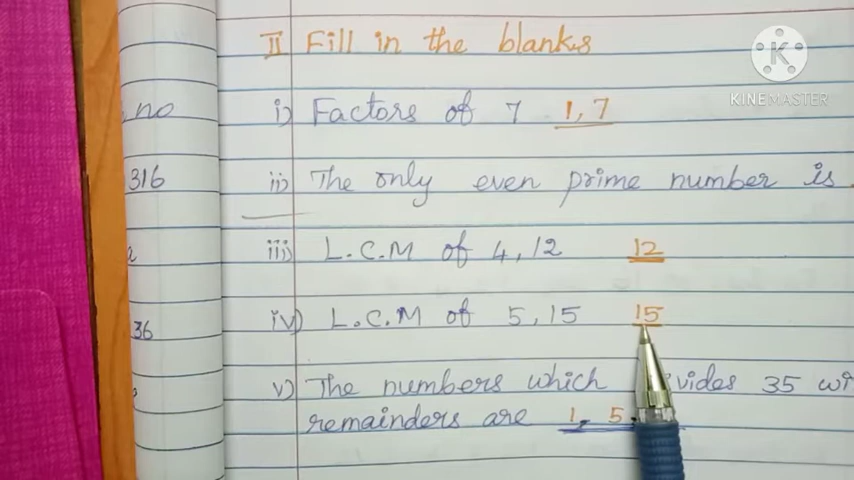 II Fill in the blanks
K
KINEMASTER
no
i) Factors of 7 1, 7
316
ii) The only even prime number is
iii) L.C.M of 4, 12 12
36
iv) L.C.M of 5, 15 15
v) The numbers which vides 35
remainders are 1, 5